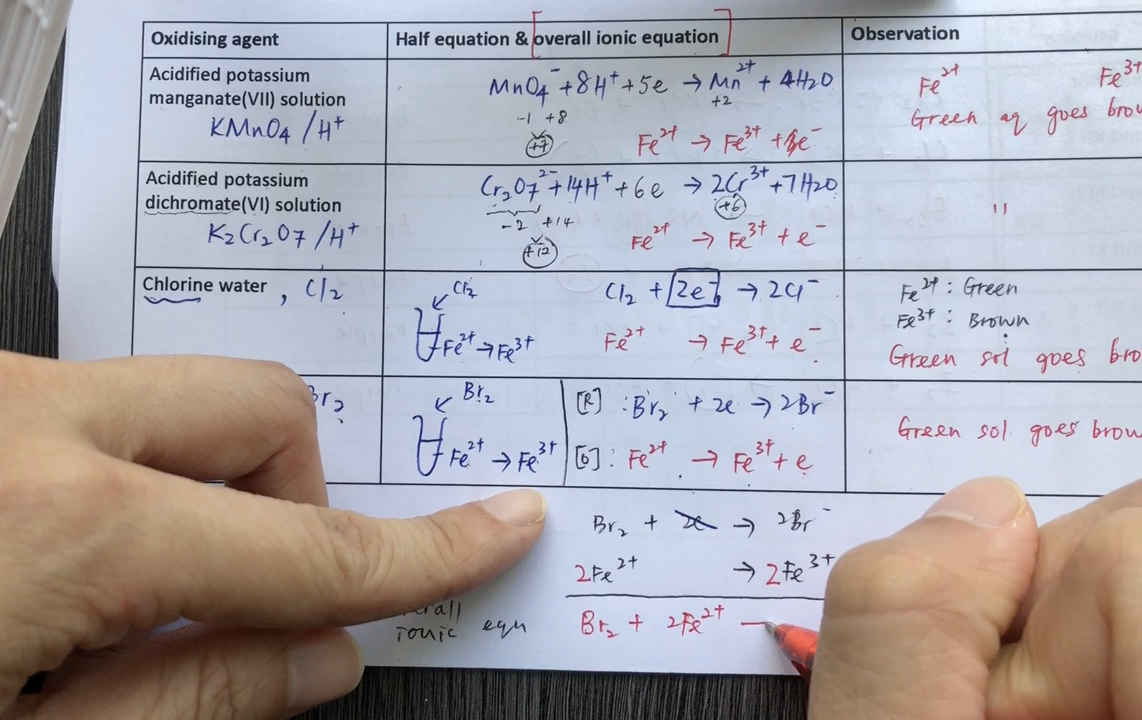 Oxidising agent
Half equation & [overall ionic equation]
Observation
Acidified potassium
manganate(VII) solution
KMnO4 /H+
MnO4⁻ + 8H⁺ + 5e → Mn²⁺ + 4H2O
-1 +8
+2
+7
Fe²⁺ → Fe³⁺ + e⁻
Fe²⁺ Fe³⁺
Green aq goes
Acidified potassium
dichromate(VI) solution
K2Cr2O7 /H⁺
Cr2O7²⁻ + 14H⁺ + 6e → 2Cr³⁺ + 7H2O
-2 +14
+6
+12
Fe²⁺ → Fe³⁺ + e⁻
"
Chlorine water , Cl2
Cl2
Fe²⁺ → Fe³⁺
Cl2 + 2e⁻ → 2Cl⁻
Fe²⁺ → Fe³⁺ + e⁻
Fe²⁺ : Green
Fe³⁺ : Brown
Green sol goes
Br2
Br2
Fe²⁺ → Fe³⁺
[R] : Br2 + 2e → 2Br⁻
[O] : Fe²⁺ → Fe³⁺ + e
Green sol goes brow
Br2 + 2e → 2Br⁻
2Fe²⁺ → 2Fe³⁺
ionic equ
Br2 + 2Fe²⁺ —